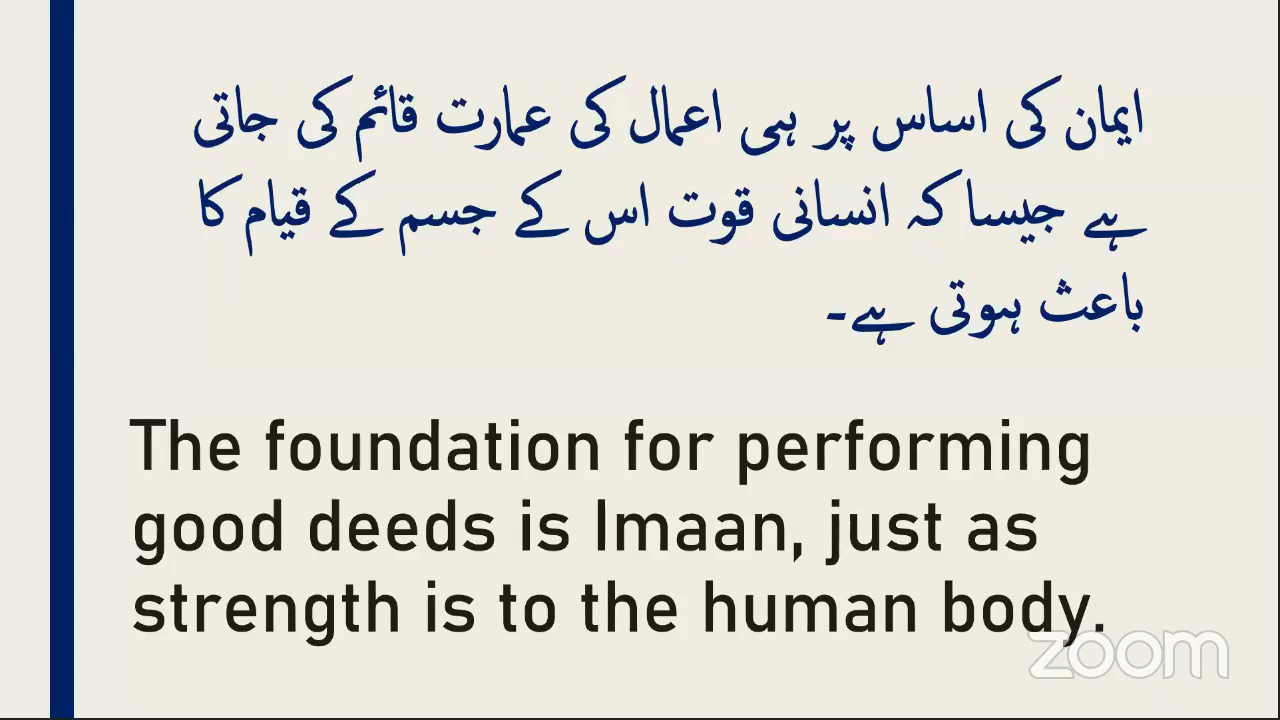 ایمان کی اساس پر ہی اعمال کی عمارت قائم کی جاتی
ہے جیسا کہ انسانی قوت اس کے جسم کے قیام کا
باعث ہوتی ہے۔
The foundation for performing
good deeds is Imaan, just as
strength is to the human body.
zoom